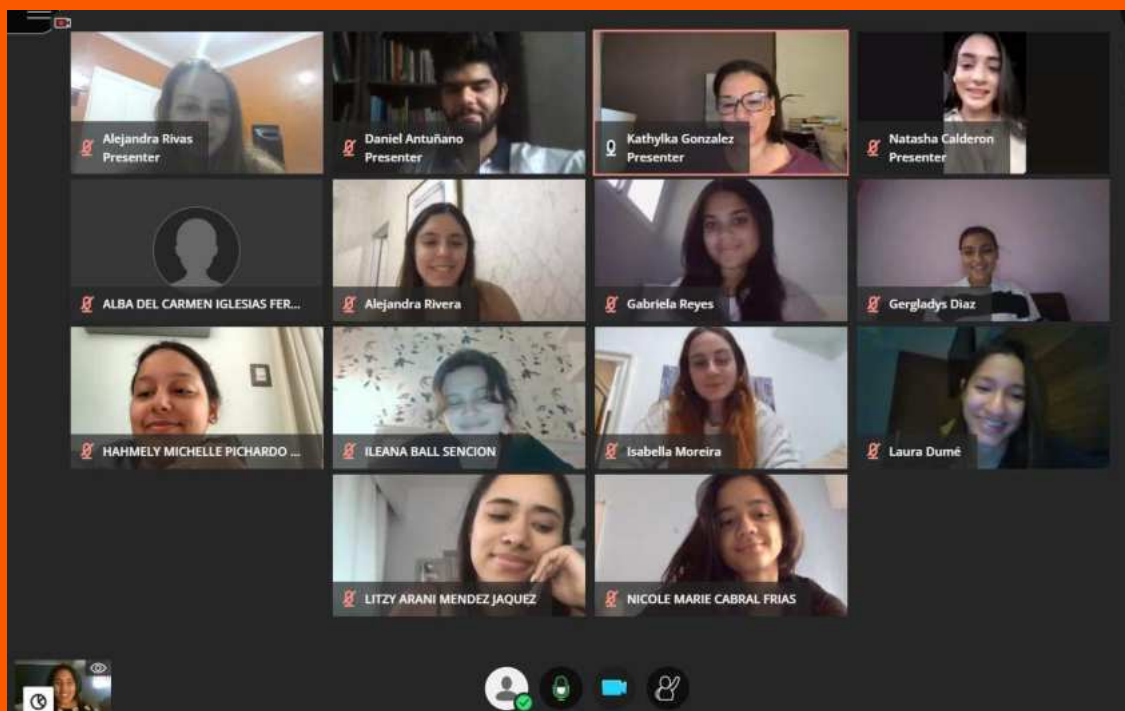 Alejandra Rivas
Presenter
Daniel Antuñano
Presenter
Kathylka Gonzalez
Presenter
Natasha Calderon
Presenter
ALBA DEL CARMEN IGLESIAS FER...
Alejandra Rivera
Gabriela Reyes
Gergladys Diaz
HAHMELY MICHELLE PICHARDO ...
ILEANA BALL SENCION
Isabella Moreira
Laura Dumé
LITZY ARANI MENDEZ JAQUEZ
NICOLE MARIE CABRAL FRIAS